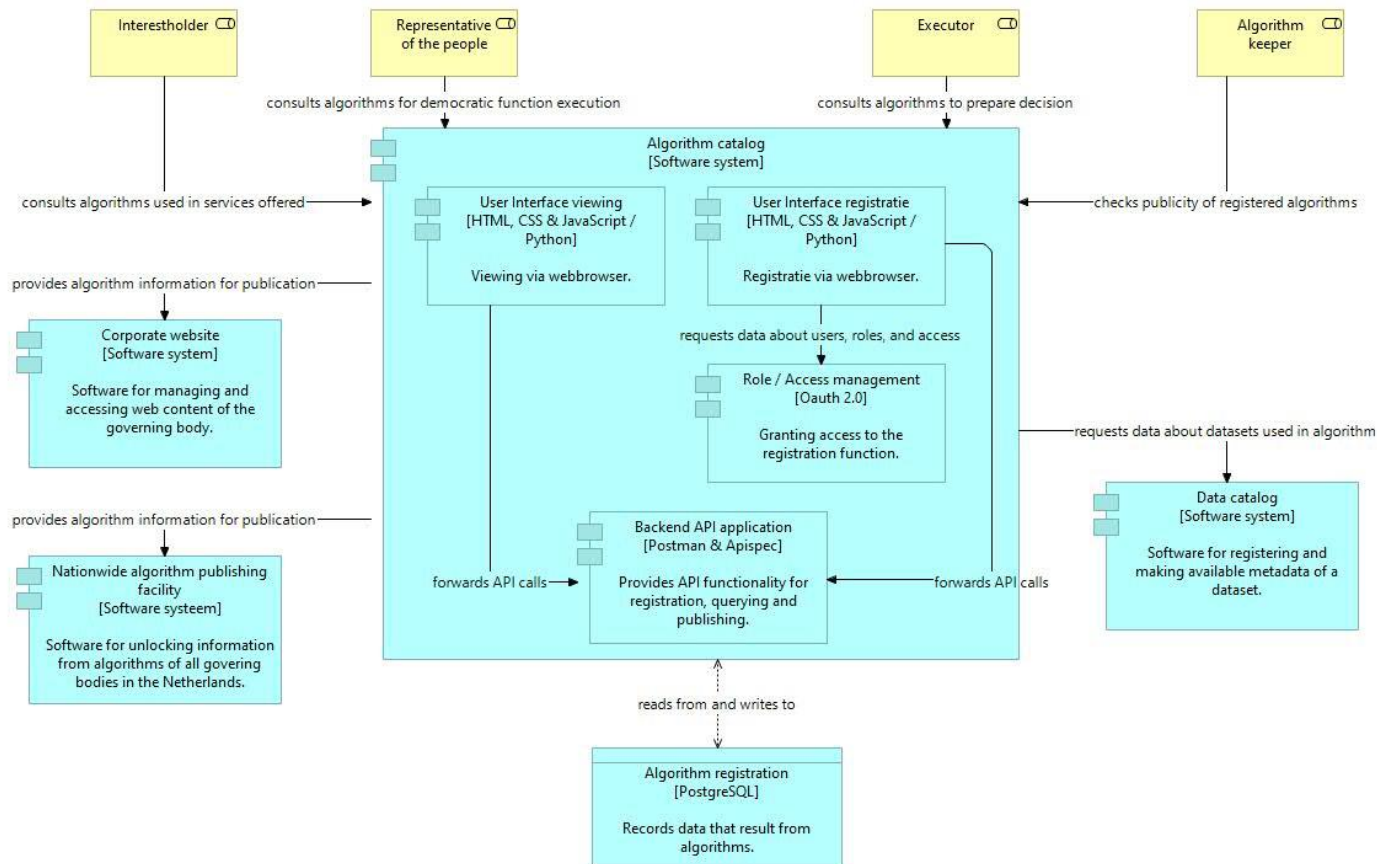 Interestholder
Representative
of the people
Executor
Algorithm
keeper
consults algorithms for democratic function execution
consults algorithms to prepare decision
Algorithm catalog
[Software system]
consults algorithms used in services offered
checks publicity of registered algorithms
User Interface viewing
[HTML, CSS & JavaScript /
Python]
Viewing via webbrowser.
User Interface registratie
[HTML, CSS & JavaScript /
Python]
Registratie via webbrowser.
provides algorithm information for publication
Corporate website
[Software system]
Software for managing and
accessing web content of the
governing body.
requests data about users, roles, and access
Role / Access management
[Oauth 2.0]
Granting access to the
registration function.
requests data about datasets used in algorithm
Data catalog
[Software system]
Software for registering and
making available metadata of a
dataset.
provides algorithm information for publication
Nationwide algorithm publishing
facility
[Software systeem]
Software for unlocking information
from algorithms of all govering
bodies in the Netherlands.
Backend API application
[Postman & Apispec]
Provides API functionality for
registration, querying and
publishing.
forwards API calls
forwards API calls
reads from and writes to
Algorithm registration
[PostgreSQL]
Records data that result from
algorithms.